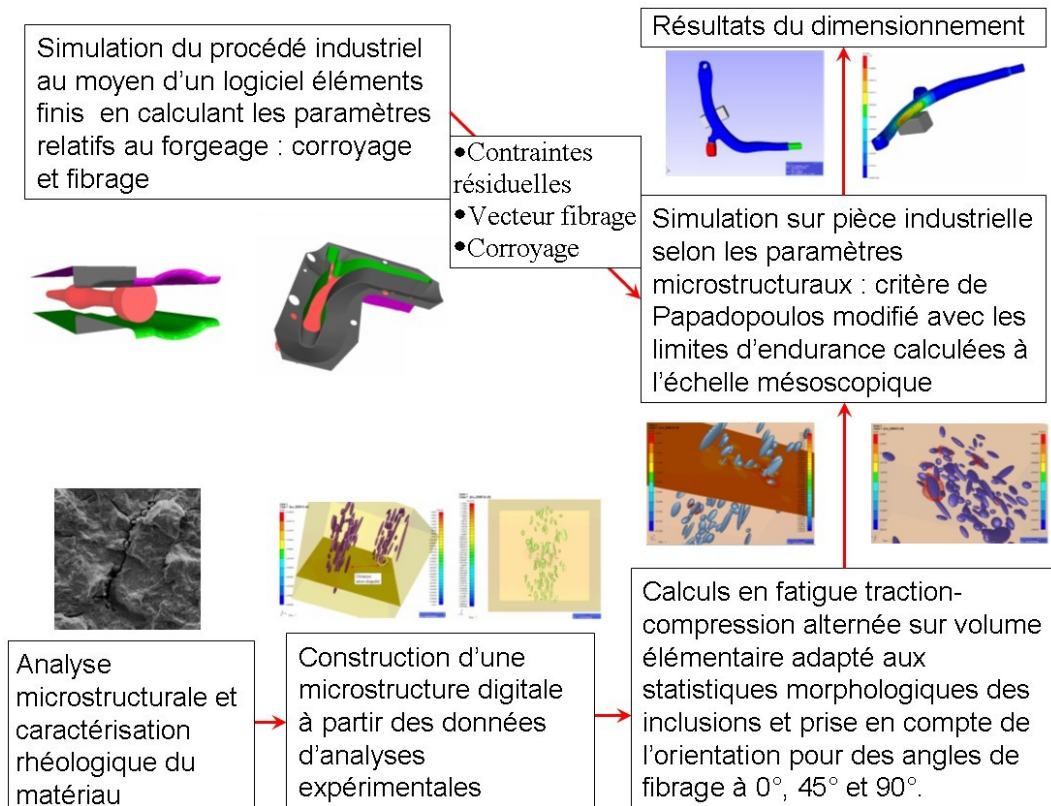 Simulation du procédé industriel
au moyen d'un logiciel éléments
finis en calculant les paramètres
relatifs au forgeage : corroyage
et fibrage
•Contraintes
résiduelles
•Vecteur fibrage
•Corroyage
Résultats du dimensionnement
Simulation sur pièce industrielle
selon les paramètres
microstructuraux : critère de
Papadopoulos modifié avec les
limites d'endurance calculées à
l'échelle mésoscopique
Analyse
microstructurale et
caractérisation
rhéologique du
matériau
Construction d'une
microstructure digitale
à partir des données
d'analyses
expérimentales
Calculs en fatigue traction-
compression alternée sur volume
élémentaire adapté aux
statistiques morphologiques des
inclusions et prise en compte de
l'orientation pour des angles de
fibrage à 0°, 45° et 90°.